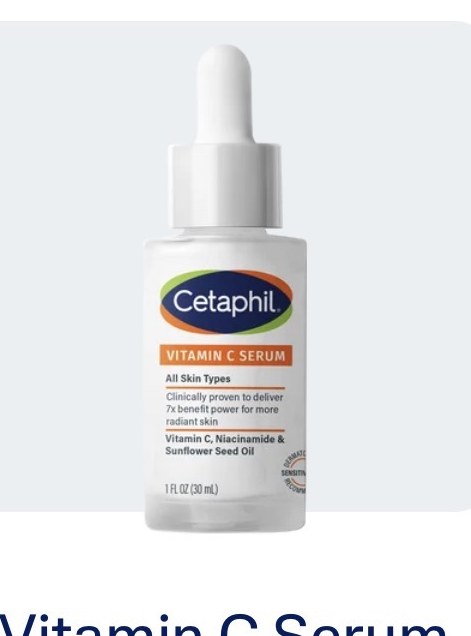 Cetaphil®
VITAMIN C SERUM
All Skin Types
Clinically proven to deliver
7x benefit power for more
radiant skin
Vitamin C, Niacinamide &
Sunflower Seed Oil
1 FL OZ (30 mL)
Vitamin C Serum